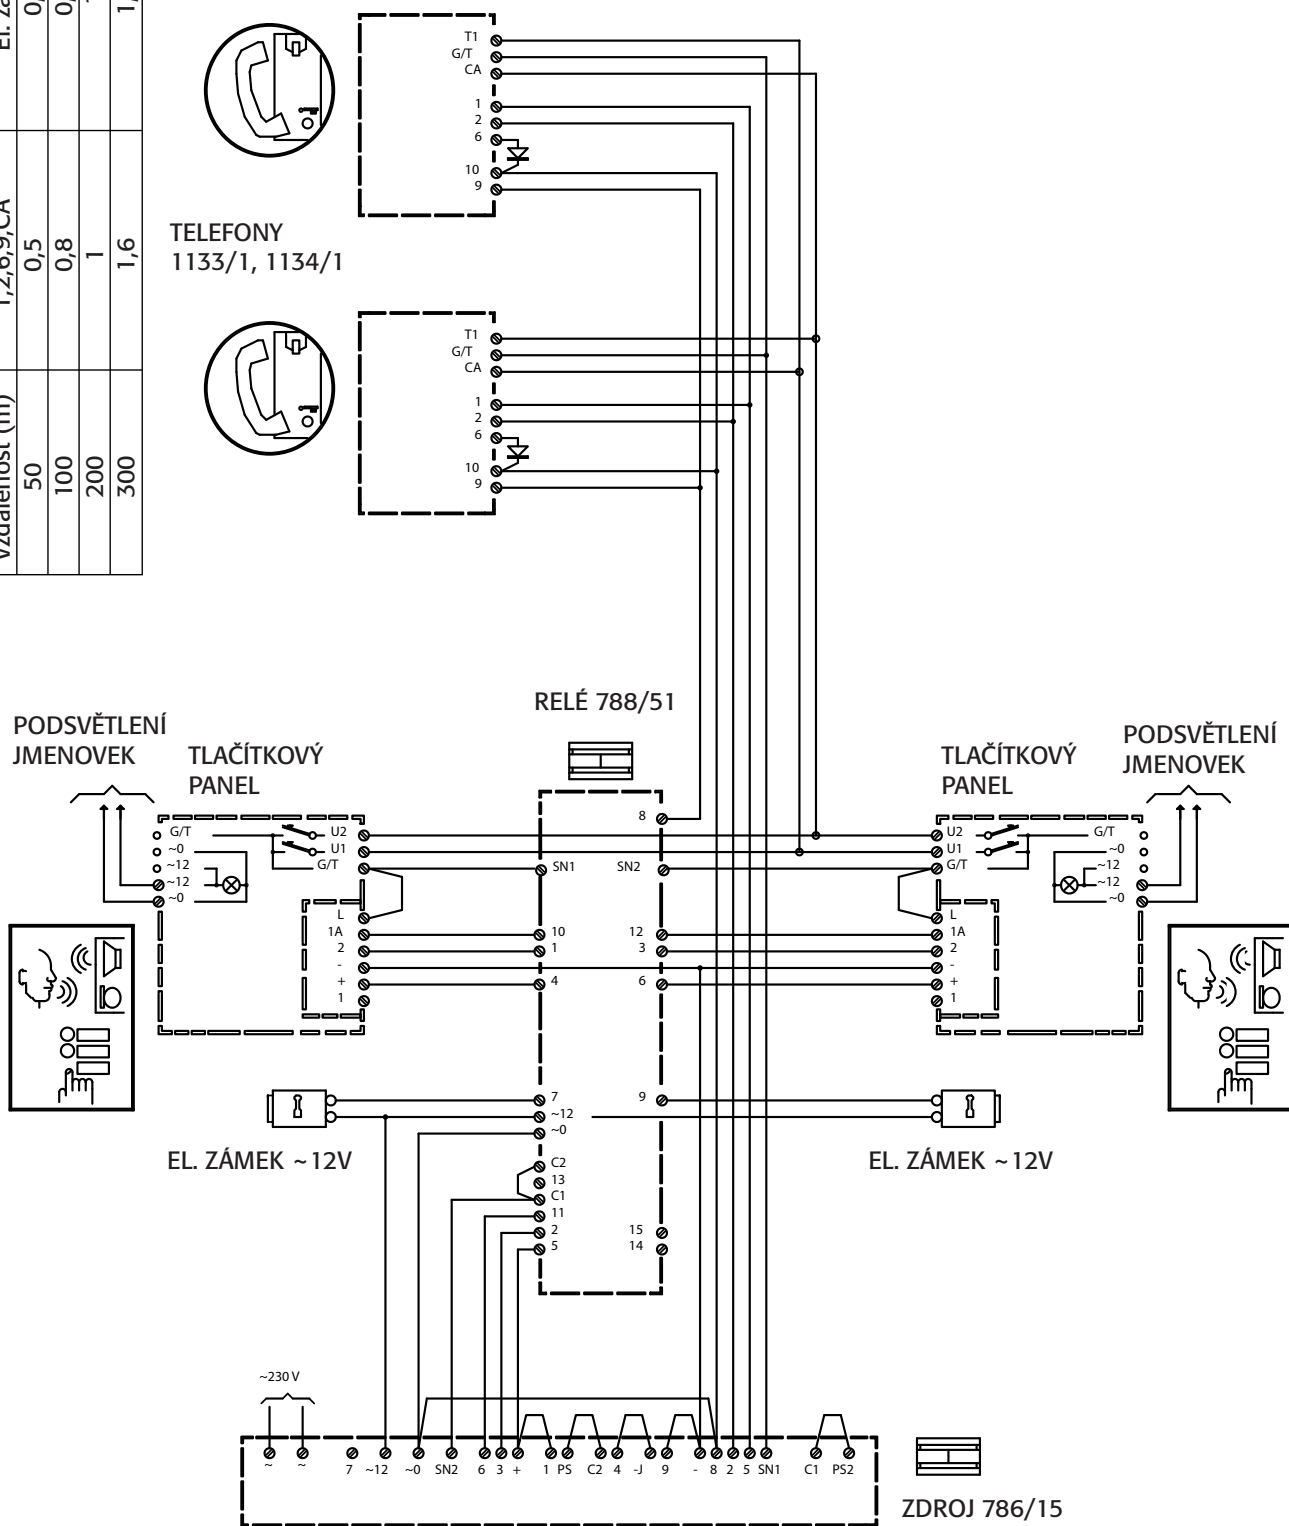 1,2,6,9,CA
0,5
0,8
1
1,6
50
100
200
300
T1
G/T
CA
1
2
6
10
9
TELEFONY
1133/1, 1134/1
T1
G/T
CA
1
2
6
10
9
RELÉ 788/51
PODSVĚTLENÍ
JMENOVEK
TLAČÍTKOVÝ
PANEL
TLAČÍTKOVÝ
PANEL
PODSVĚTLENÍ
JMENOVEK
G/T
~0
~12
~12
~0
U2
U1
G/T
L
1A
2
-
+
1
8
SN1 SN2
10 12
1 3
4 6
7 9
~12
~0
C2
13
C1
11
2 15
5 14
U2
U1
G/T
L
1A
2
-
+
1
G/T
~0
~12
~12
~0
EL. ZÁMEK ~12V
EL. ZÁMEK ~12V
~230 V
~ ~ 7 ~12 ~0 SN2 6 3 + 1 PS C2 4 -J 9 - 8 2 5 SN1 C1 PS2
ZDROJ 786/15